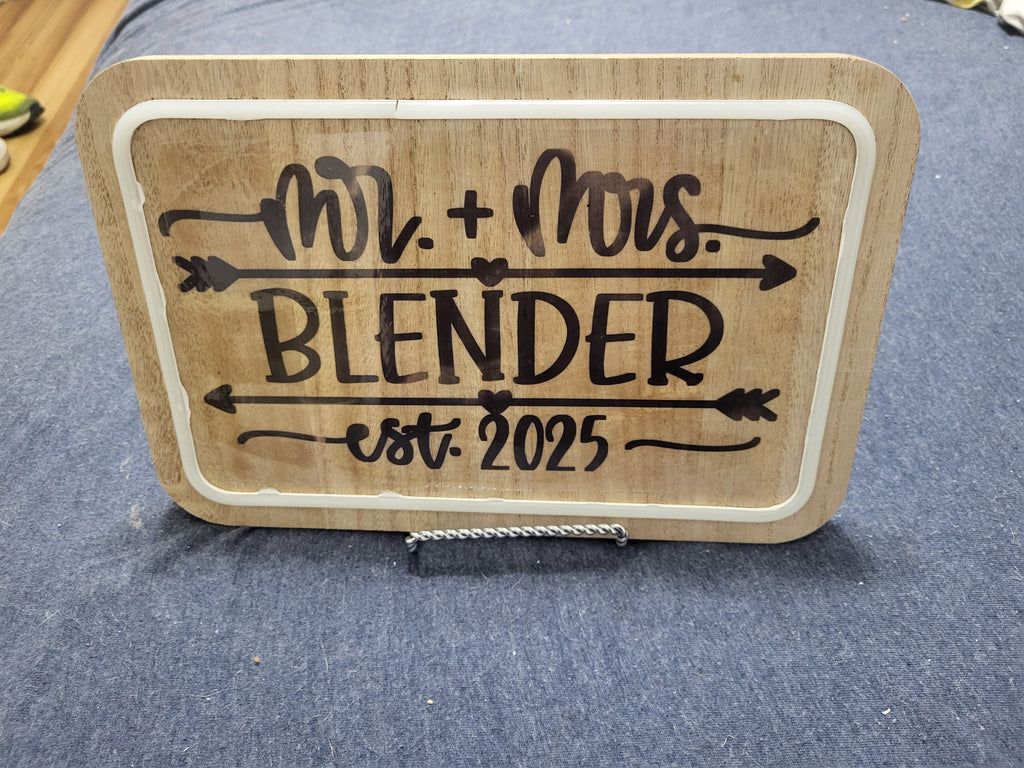 Mr. + Mrs.
BLENDER
est. 2025